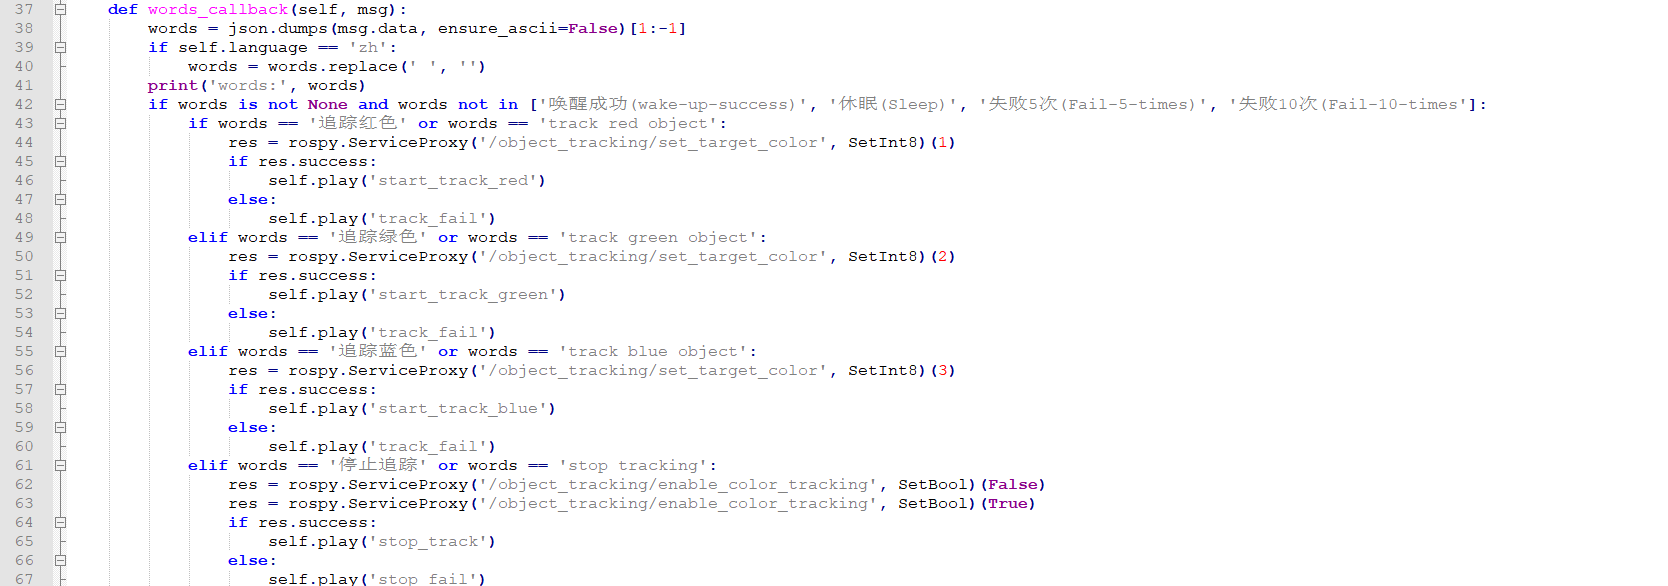 37 def words_callback(self, msg):
38 words = json.dumps(msg.data, ensure_ascii=False)[1:-1]
39 if self.language == 'zh':
40 words = words.replace(' ', '')
41 print('words:', words)
42 if words is not None and words not in ['唤醒成功(wake-up-success)', '休眠(Sleep)', '失败5次(Fail-5-times)', '失败10次(Fail-10-times']:
43 if words == '追踪红色' or words == 'track red object':
44 res = rospy.ServiceProxy('/object_tracking/set_target_color', SetInt8)(1)
45 if res.success:
46 self.play('start_track_red')
47 else:
48 self.play('track_fail')
49 elif words == '追踪绿色' or words == 'track green object':
50 res = rospy.ServiceProxy('/object_tracking/set_target_color', SetInt8)(2)
51 if res.success:
52 self.play('start_track_green')
53 else:
54 self.play('track_fail')
55 elif words == '追踪蓝色' or words == 'track blue object':
56 res = rospy.ServiceProxy('/object_tracking/set_target_color', SetInt8)(3)
57 if res.success:
58 self.play('start_track_blue')
59 else:
60 self.play('track_fail')
61 elif words == '停止追踪' or words == 'stop tracking':
62 res = rospy.ServiceProxy('/object_tracking/enable_color_tracking', SetBool)(False)
63 res = rospy.ServiceProxy('/object_tracking/enable_color_tracking', SetBool)(True)
64 if res.success:
65 self.play('stop_track')
66 else:
67 self.play('stop_fail')